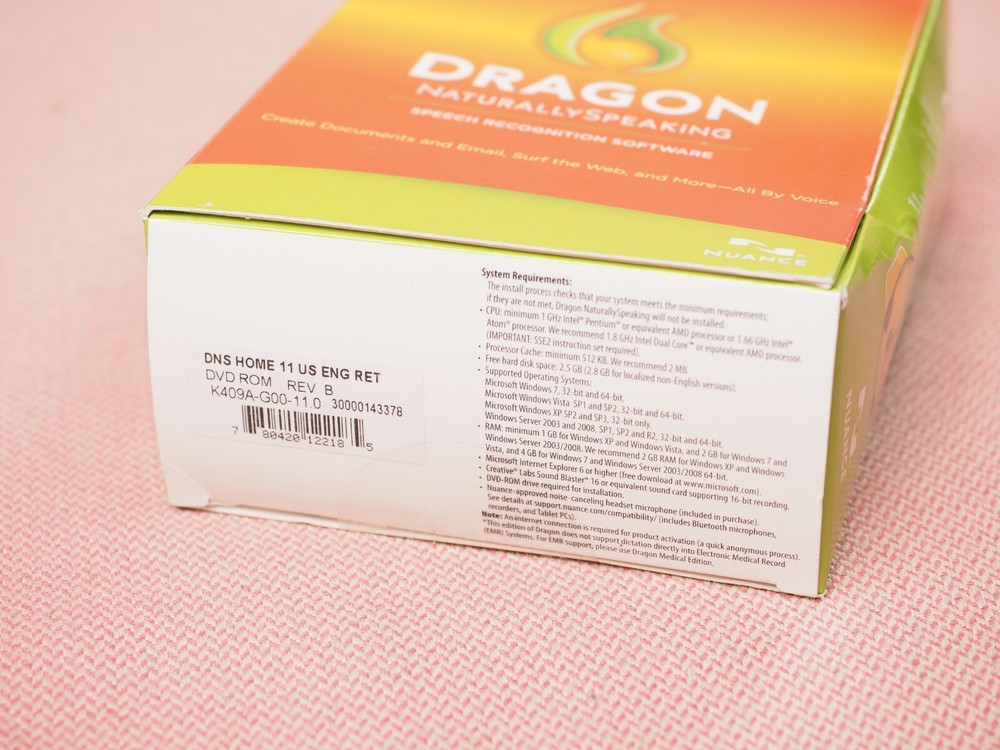 DRAGON
NATURALLYSPEAKING
SPEECH RECOGNITION SOFTWARE
Create Documents and Email, Surf the Web, and More—All By Voice
NUANCE
DNS HOME 11 US ENG RET
DVD ROM REV B
K409A-G00-11.0 30000143378
7 80420 12218 5
System Requirements:
The install process checks that your system meets the minimum requirements;
if they are not met, Dragon NaturallySpeaking will not be installed.
• CPU: minimum 1 GHz Intel® Pentium® or equivalent AMD processor or 1.66 GHz Intel®
Atom® processor. We recommend 1.8 GHz Intel Dual Core™ or equivalent AMD processor.
(IMPORTANT: SSE2 instruction set required).
• Processor Cache: minimum 512 KB. We recommend 2 MB.
• Free hard disk space: 2.5 GB (2.8 GB for localized non-English versions).
• Supported Operating Systems:
Microsoft Windows 7, 32-bit and 64-bit.
Microsoft Windows Vista SP1 and SP2, 32-bit and 64-bit.
Microsoft Windows XP SP2 and SP3, 32-bit only.
Windows Server 2003 and 2008, SP1, SP2 and R2, 32-bit and 64-bit.
• RAM: minimum 1 GB for Windows XP and Windows Vista, and 2 GB for Windows 7 and
Windows Server 2003/2008. We recommend 2 GB RAM for Windows XP and Windows
Vista, and 4 GB for Windows 7 and Windows Server 2003/2008 64-bit.
• Microsoft Internet Explorer 6 or higher (free download at www.microsoft.com).
• Creative® Labs Sound Blaster® 16 or equivalent sound card supporting 16-bit recording.
• DVD-ROM drive required for installation.
• Nuance-approved noise-canceling headset microphone (included in purchase).
See details at support.nuance.com/compatibility/ (includes Bluetooth microphones,
recorders, and Tablet PCs).
Note: An internet connection is required for product activation (a quick anonymous process).
*This edition of Dragon does not support dictation directly into Electronic Medical Record
(EMR) Systems. For EMR support, please use Dragon Medical Edition.
NUANCE